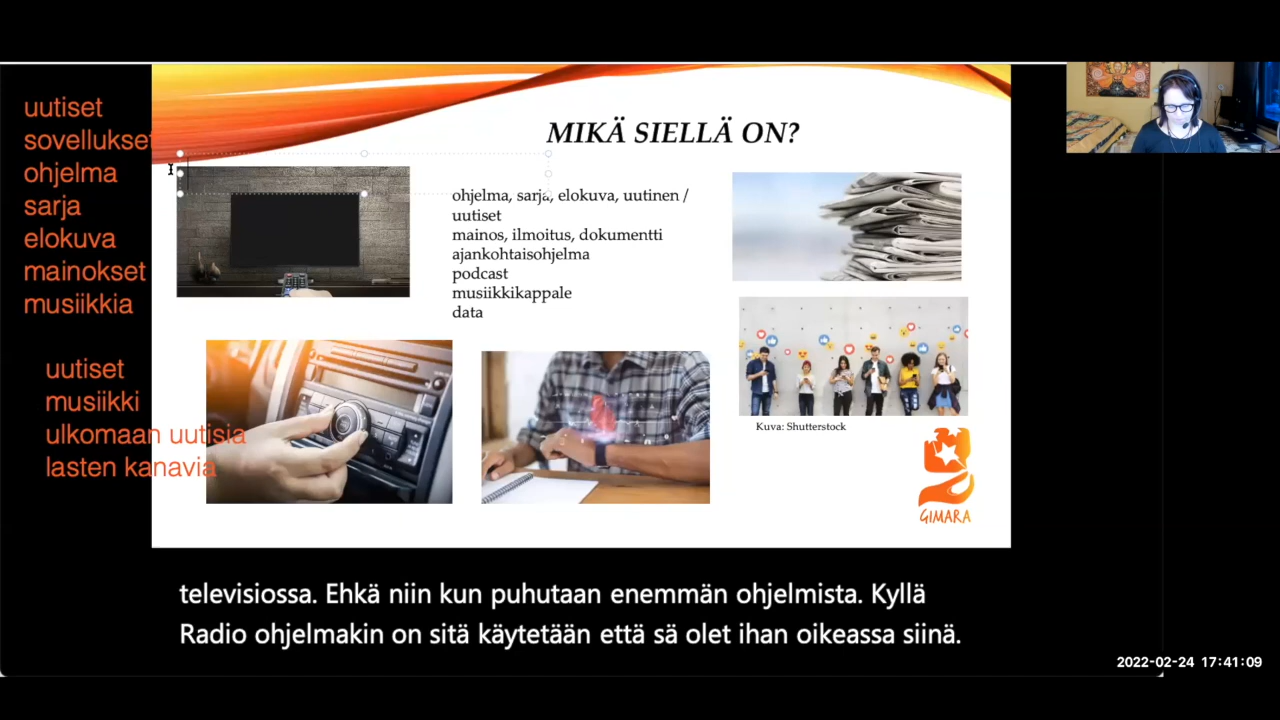 uutiset
sovellukset
ohjelma
sarja
elokuva
mainokset
musiikkia
uutiset
musiikki
ulkomaan uutisia
lasten kanavia
MIKÄ SIELLÄ ON?
ohjelma, sarja, elokuva, uutinen /
uutiset
mainos, ilmoitus, dokumentti
ajankohtaisohjelma
podcast
musiikkikappale
data
Kuva: Shutterstock
GIMARA
televisiossa. Ehkä niin kun puhutaan enemmän ohjelmista. Kyllä
Radio ohjelmakin on sitä käytetään että sä olet ihan oikeassa siinä.
2022-02-24 17:41:09